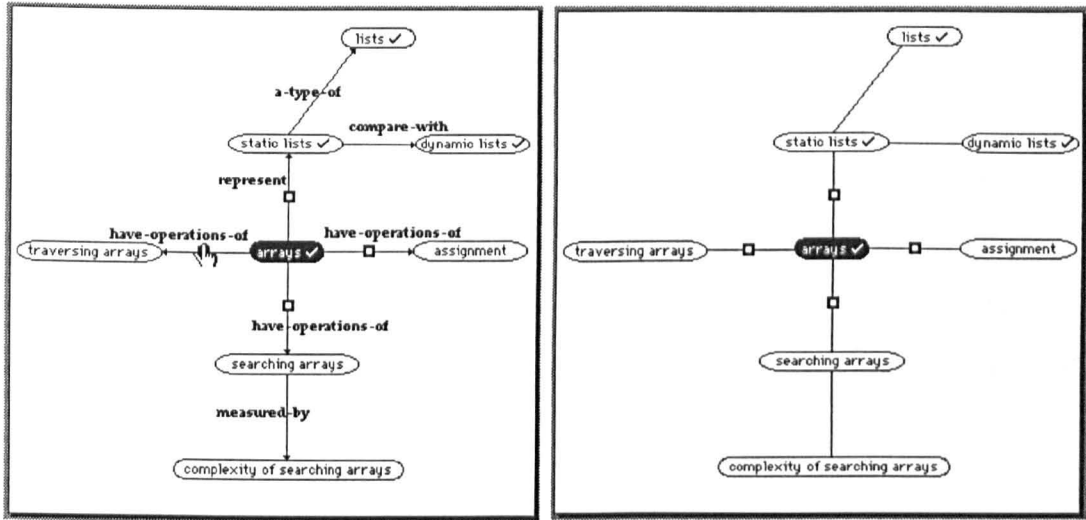 lists ✓
a-type-of
compare-with
static lists ✓
dynamic lists ✓
represent
have-operations-of
have-operations-of
traversing arrays
arrays ✓
assignment
have-operations-of
searching arrays
measured-by
complexity of searching arrays
lists ✓
static lists ✓
dynamic lists ✓
traversing arrays
arrays ✓
assignment
searching arrays
complexity of searching arrays